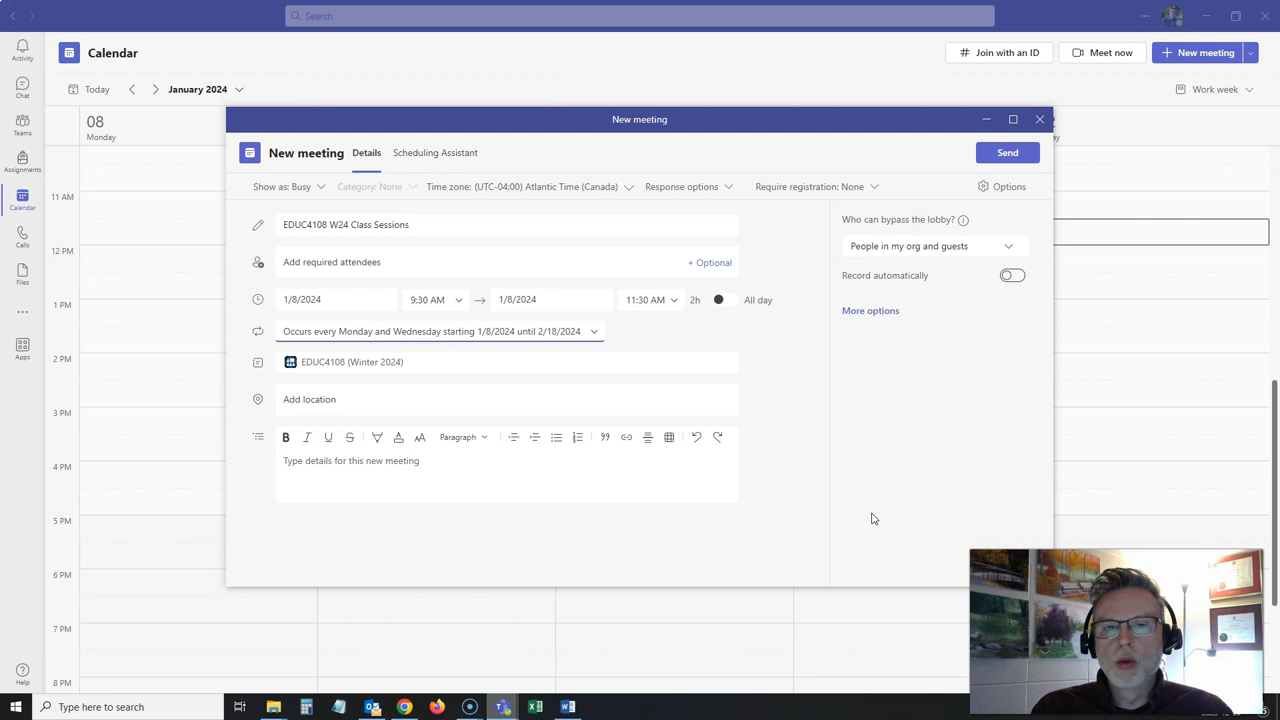 Search
Calendar
Join with an ID
Meet now
New meeting
Today
January 2024
Work week
Activity
Chat
Teams
Assignments
Calendar
Calls
Files
Apps
Help
08
Monday
11 AM
12 PM
1 PM
2 PM
3 PM
4 PM
5 PM
6 PM
7 PM
8 PM
New meeting
New meeting
Details
Scheduling Assistant
Send
Show as: Busy
Category: None
Time zone: (UTC-04:00) Atlantic Time (Canada)
Response options
Require registration: None
Options
EDUC4108 W24 Class Sessions
Add required attendees
+ Optional
1/8/2024
9:30 AM
1/8/2024
11:30 AM
2h
All day
Occurs every Monday and Wednesday starting 1/8/2024 until 2/18/2024
EDUC4108 (Winter 2024)
Add location
Paragraph
Type details for this new meeting
Who can bypass the lobby?
People in my org and guests
Record automatically
More options
Type here to search